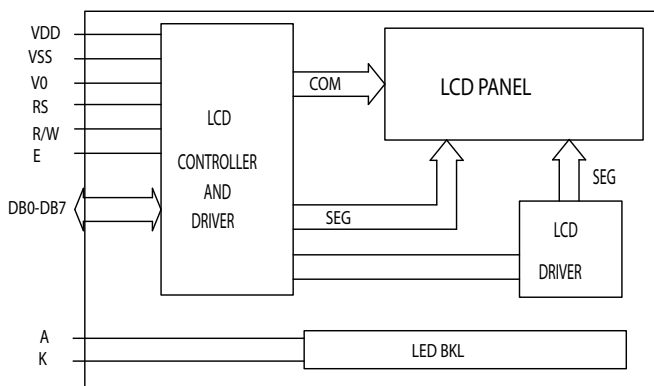 VDD
VSS
V0
RS
R/W
E
DB0-DB7
A
K
LCD
CONTROLLER
AND
DRIVER
COM
SEG
LCD PANEL
SEG
LCD
DRIVER
LED BKL